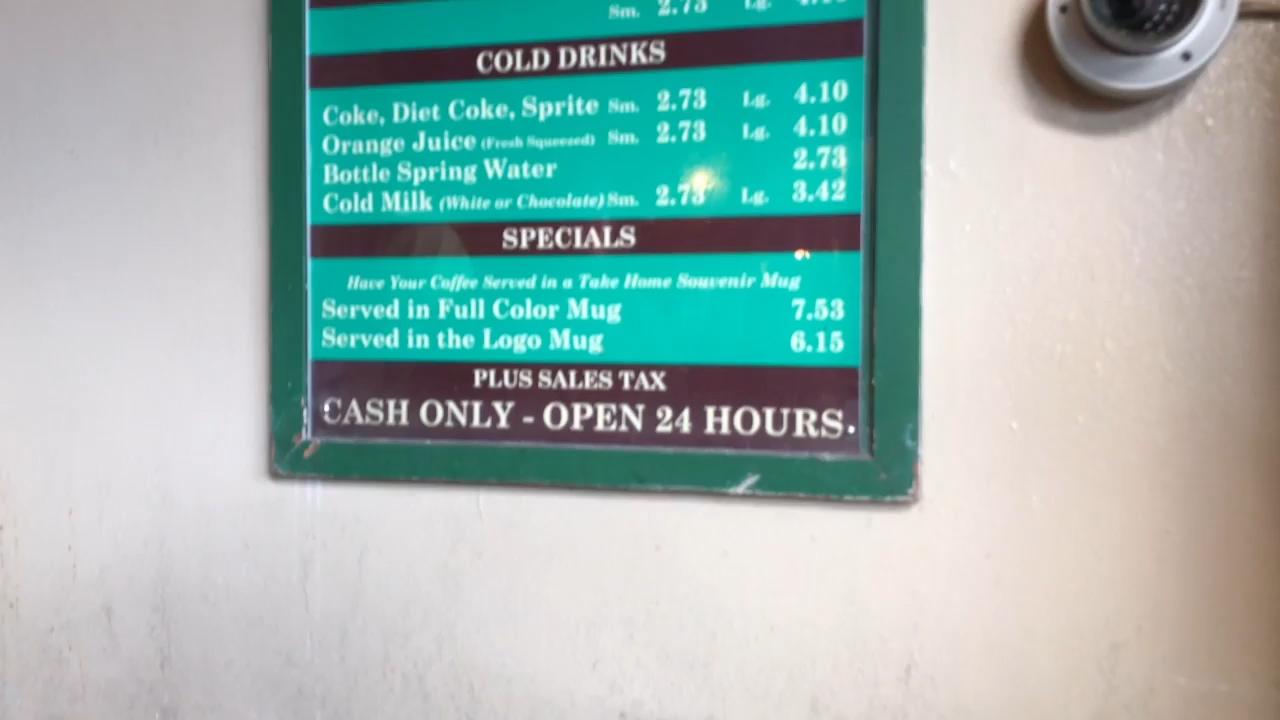 Sm. 2.73 Lg. 4.10
COLD DRINKS
Coke, Diet Coke, Sprite Sm. 2.73 Lg. 4.10
Orange Juice (Fresh Squeezed) Sm. 2.73 Lg. 4.10
Bottle Spring Water 2.73
Cold Milk (White or Chocolate) Sm. 2.73 Lg. 3.42
SPECIALS
Have Your Coffee Served in a Take Home Souvenir Mug
Served in Full Color Mug 7.53
Served in the Logo Mug 6.15
PLUS SALES TAX
CASH ONLY - OPEN 24 HOURS.